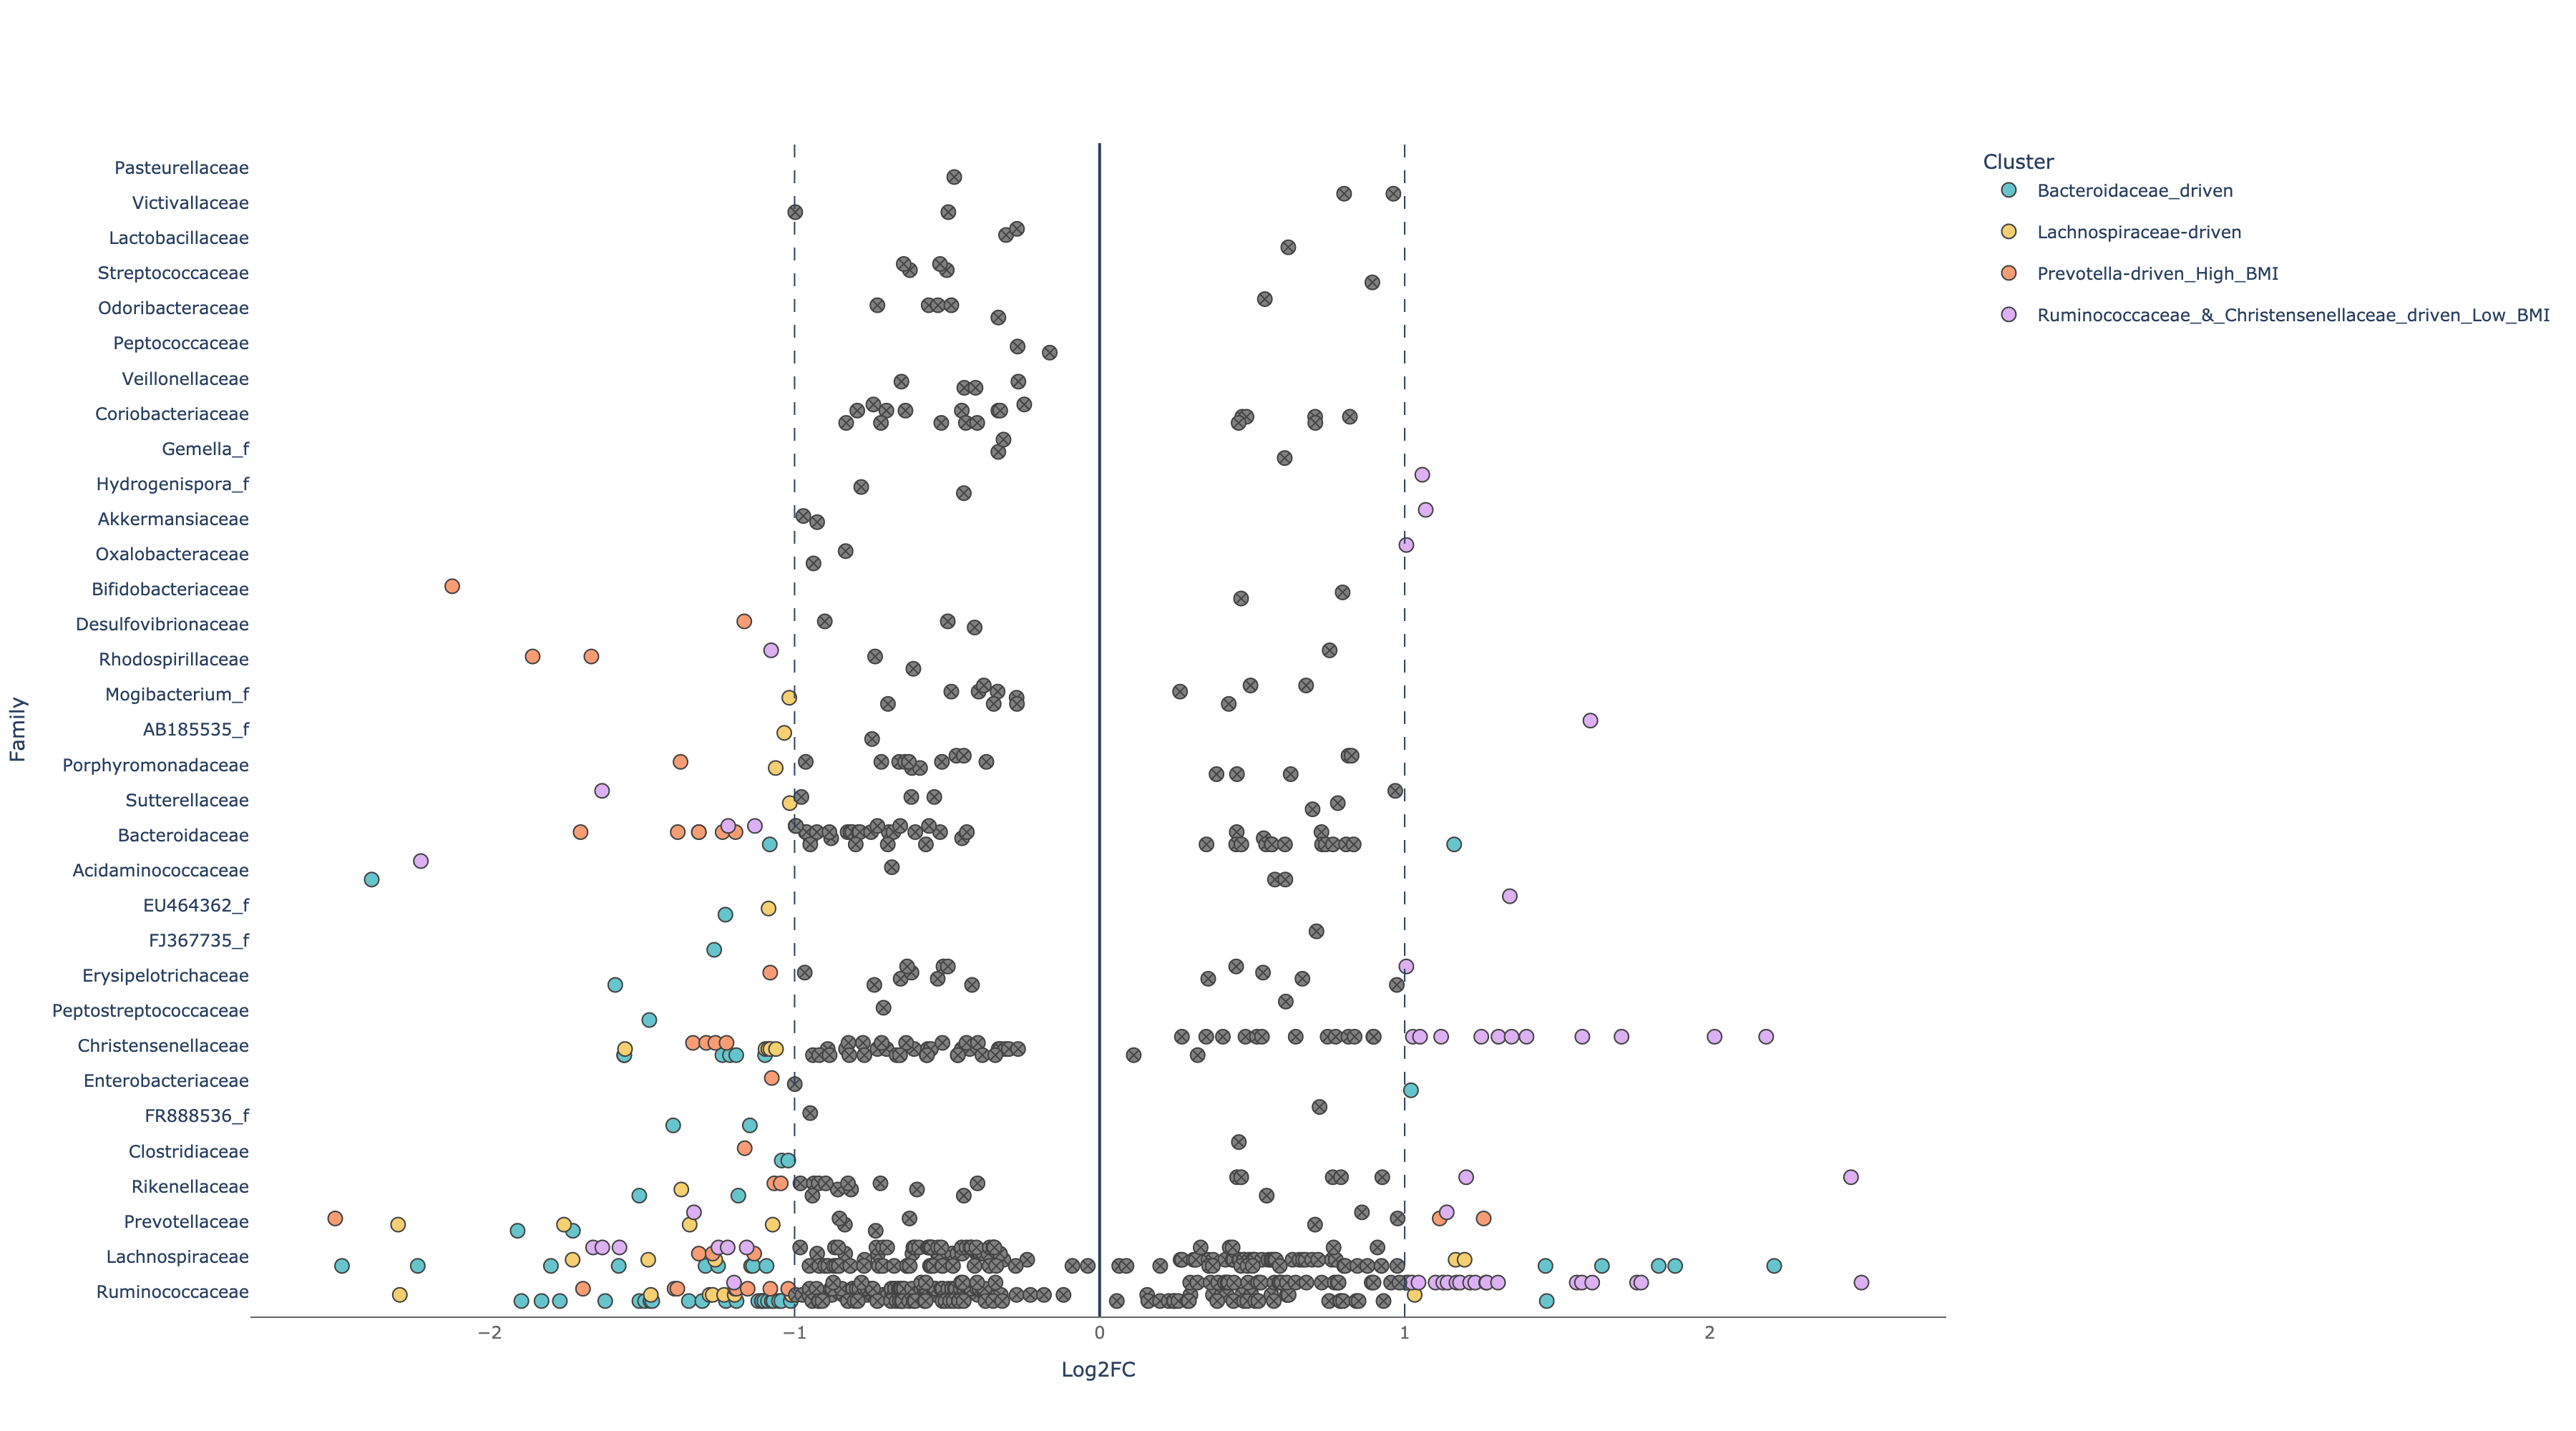 Cluster
Bacteroidaceae_driven
Lachnospiraceae-driven
Prevotella-driven_High_BMI
Ruminococcaceae_&_Christensenellaceae_driven_Low_BMI
Family
Pasteurellaceae
Victivallaceae
Lactobacillaceae
Streptococcaceae
Odoribacteraceae
Peptococcaceae
Veillonellaceae
Coriobacteriaceae
Gemella_f
Hydrogenispora_f
Akkermansiaceae
Oxalobacteraceae
Bifidobacteriaceae
Desulfovibrionaceae
Rhodospirillaceae
Mogibacterium_f
AB185535_f
Porphyromonadaceae
Sutterellaceae
Bacteroidaceae
Acidaminococcaceae
EU464362_f
FJ367735_f
Erysipelotrichaceae
Peptostreptococcaceae
Christensenellaceae
Enterobacteriaceae
FR888536_f
Clostridiaceae
Rikenellaceae
Prevotellaceae
Lachnospiraceae
Ruminococcaceae
−2 −1 0 1 2
Log2FC